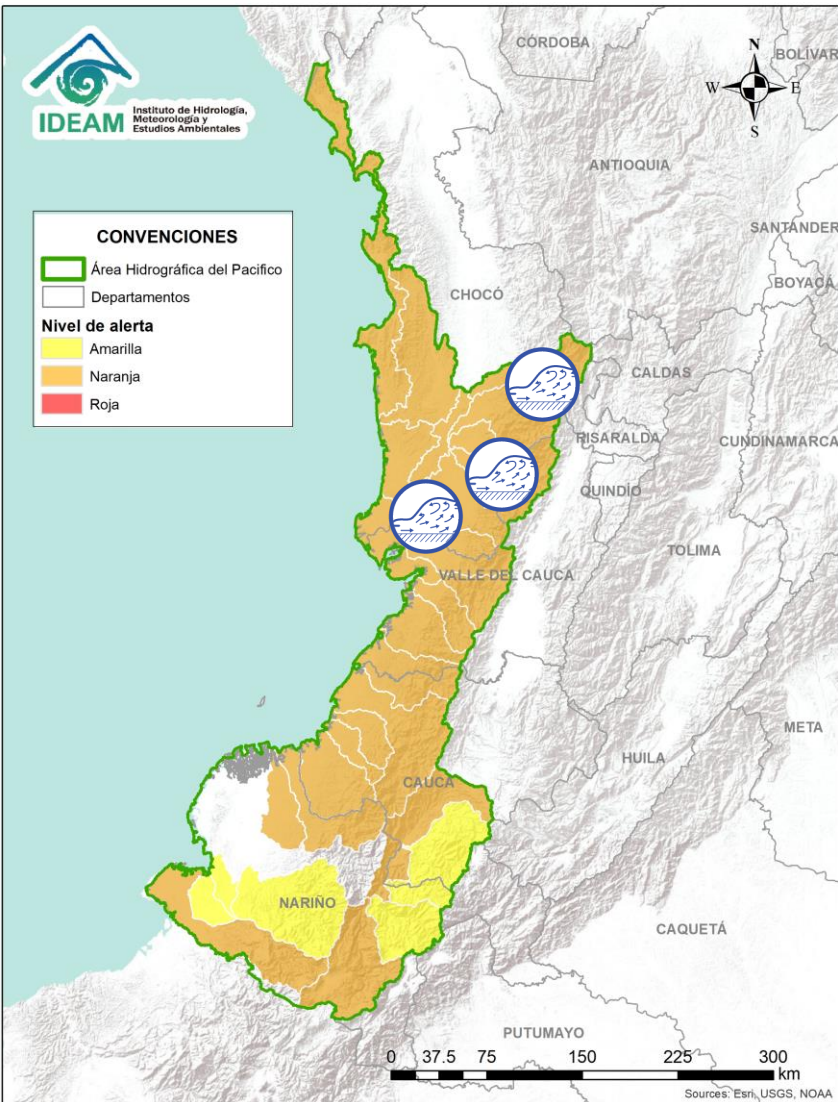 IDEAM
Instituto de Hidrología,
Meteorología y
Estudios Ambientales
CÓRDOBA
BOLÍVAR
N
W E
S
ANTIOQUIA
SANTANDER
CONVENCIONES
Área Hidrográfica del Pacifico
Departamentos
Nivel de alerta
Amarilla
Naranja
Roja
BOYACÁ
CHOCÓ
CALDAS
RISARALDA
CUNDINAMARCA
QUINDÍO
TOLIMA
VALLE DEL CAUCA
META
HUILA
CAUCA
NARIÑO
CAQUETÁ
PUTUMAYO
0 37.5 75 150 225 300
km
Sources: Esri, USGS, NOAA